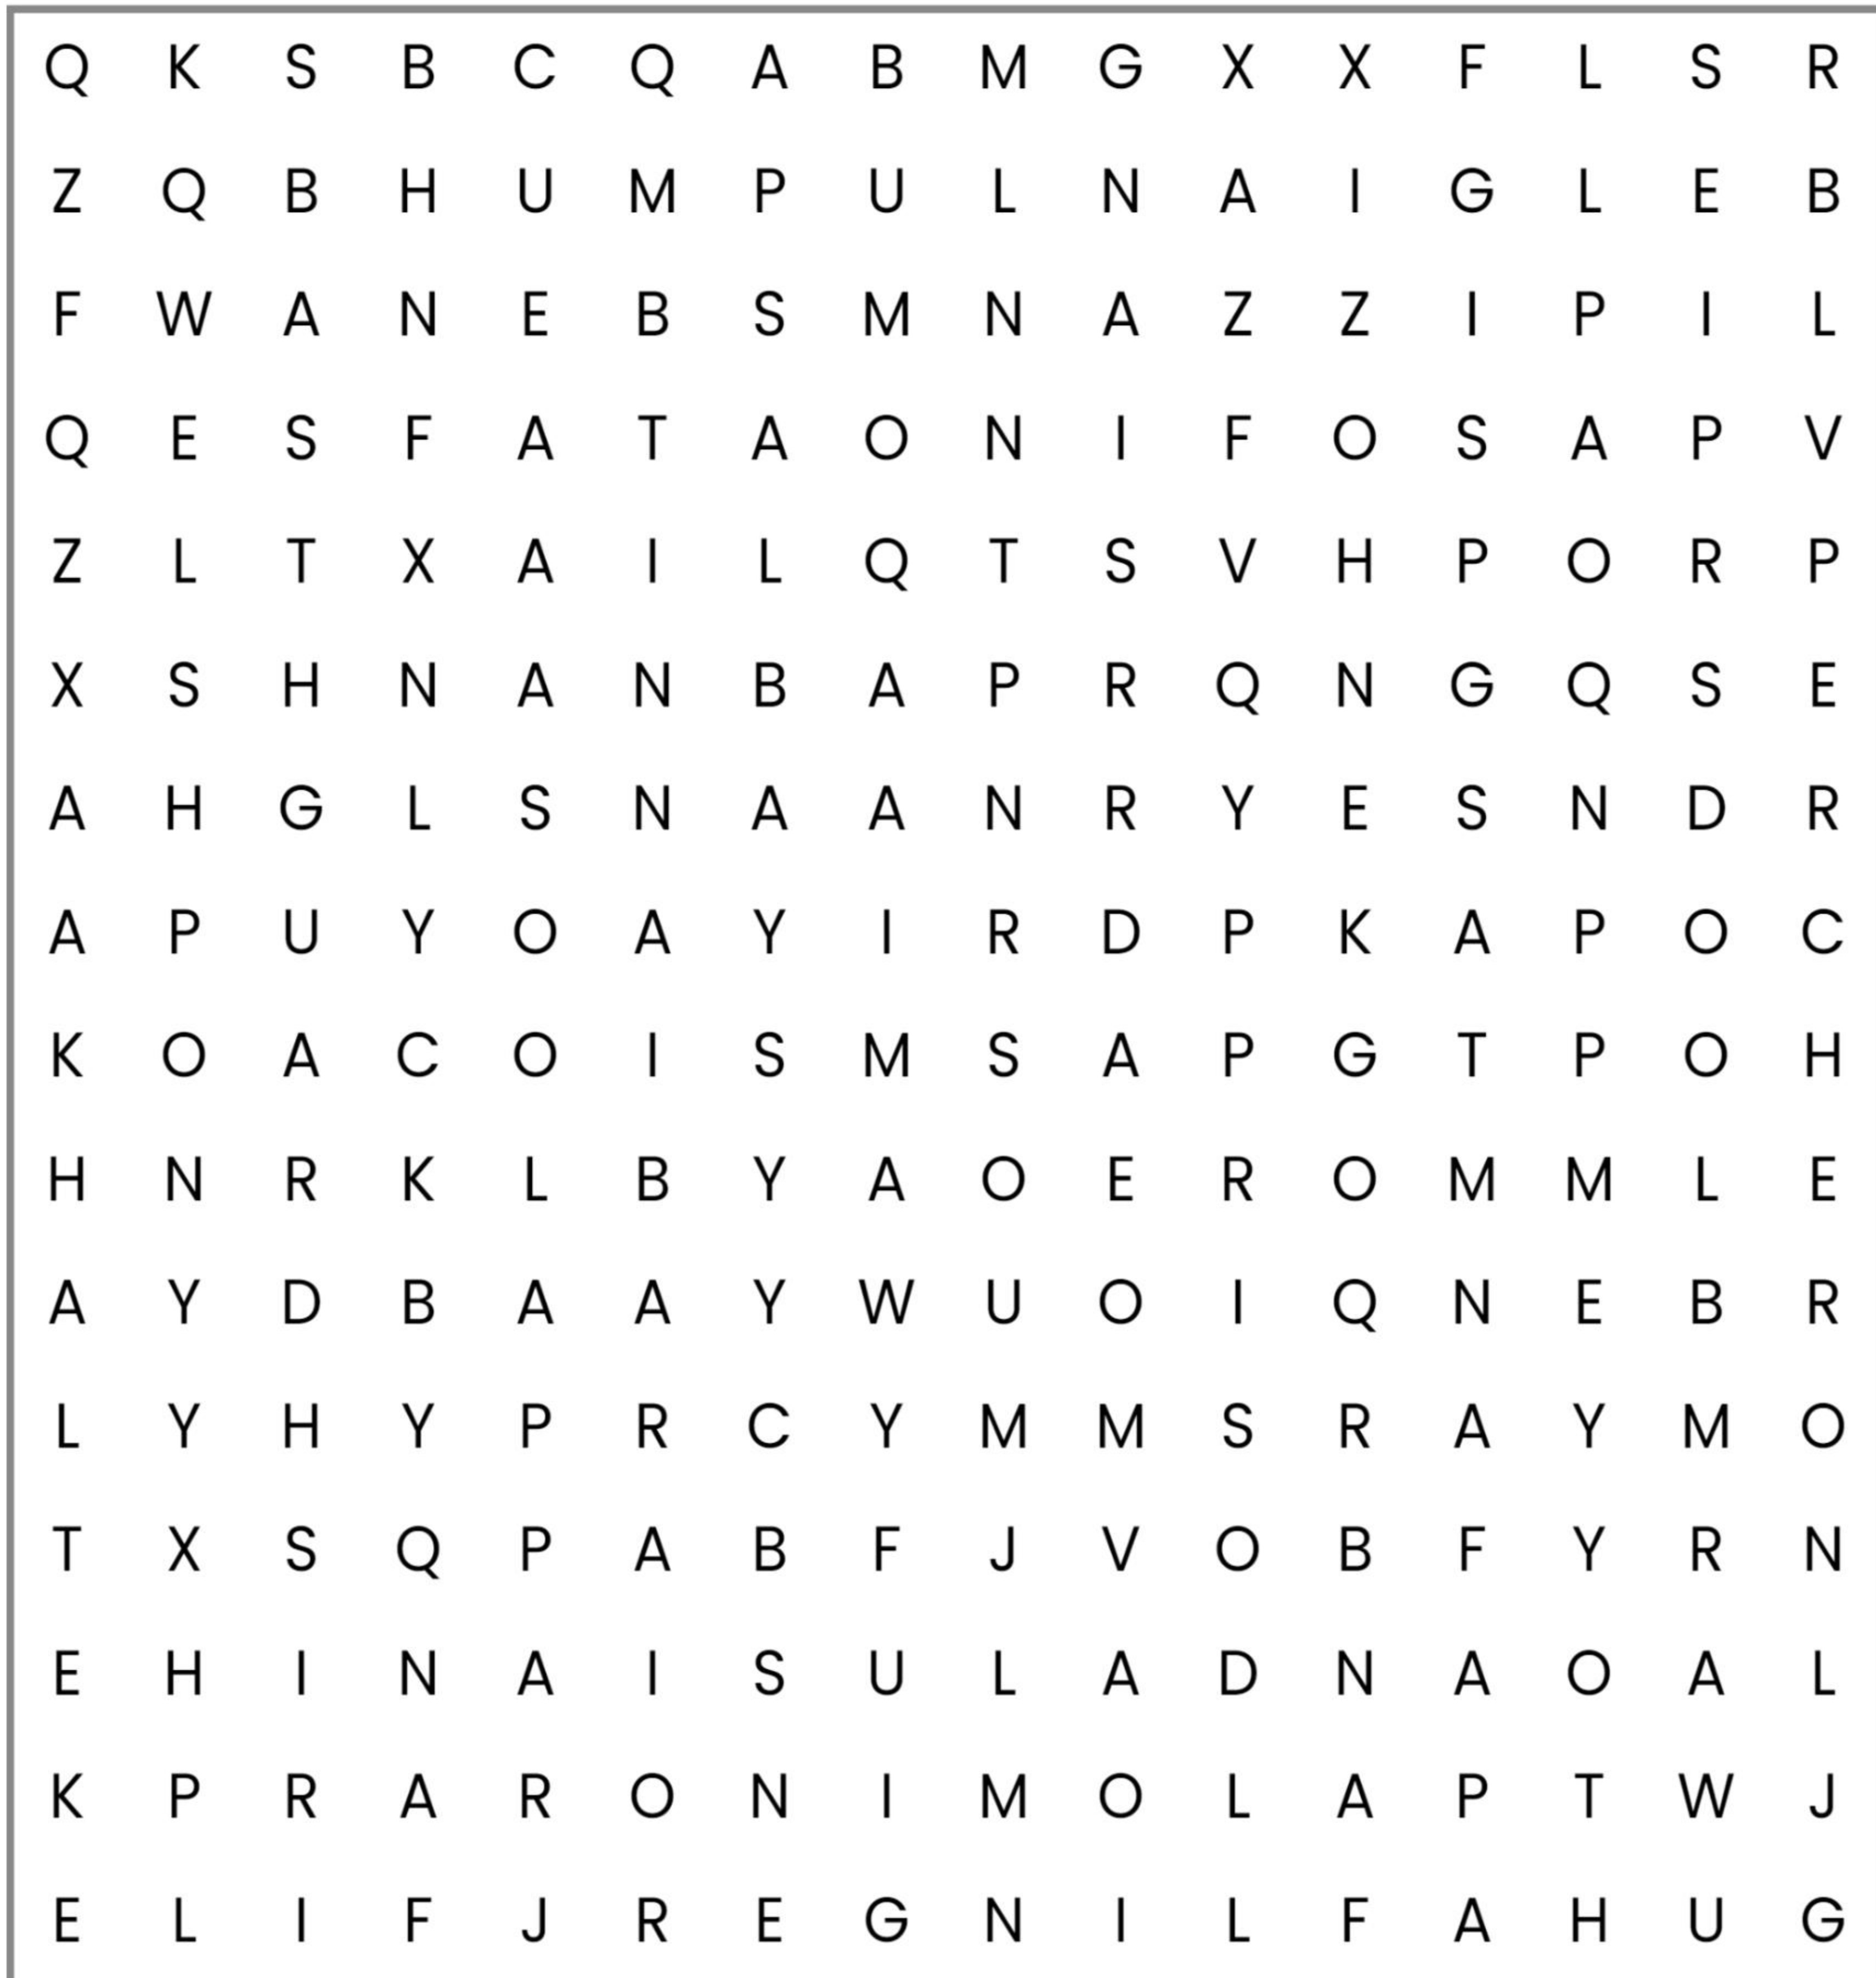 Q K S B C Q A B M G X X F L S R
Z Q B H U M P U L N A I G L E B
F W A N E B S M N A Z Z I P I L
Q E S F A T A O N I F O S A P V
Z L T X A I L Q T S V H P O R P
X S H N A N B A P R Q N G Q S E
A H G L S N A A N R Y E S N D R
A P U Y O A Y I R D P K A P O C
K O A C O I S M S A P G T P O H
H N R K L B Y A O E R O M M L E
A Y D B A A Y W U O I Q N E B R
L Y H Y P R C Y M M S R A Y M O
T X S Q P A B F J V O B F Y R N
E H I N A I S U L A D N A O A L
K P R A R O N I M O L A P T W J
E L I F J R E G N I L F A H U G